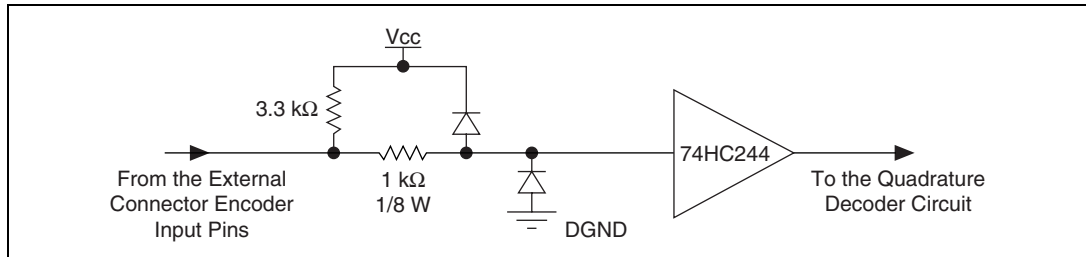 Vcc
3.3 kΩ
74HC244
1 kΩ
1/8 W
From the External
Connector Encoder
Input Pins
DGND
To the Quadrature
Decoder Circuit